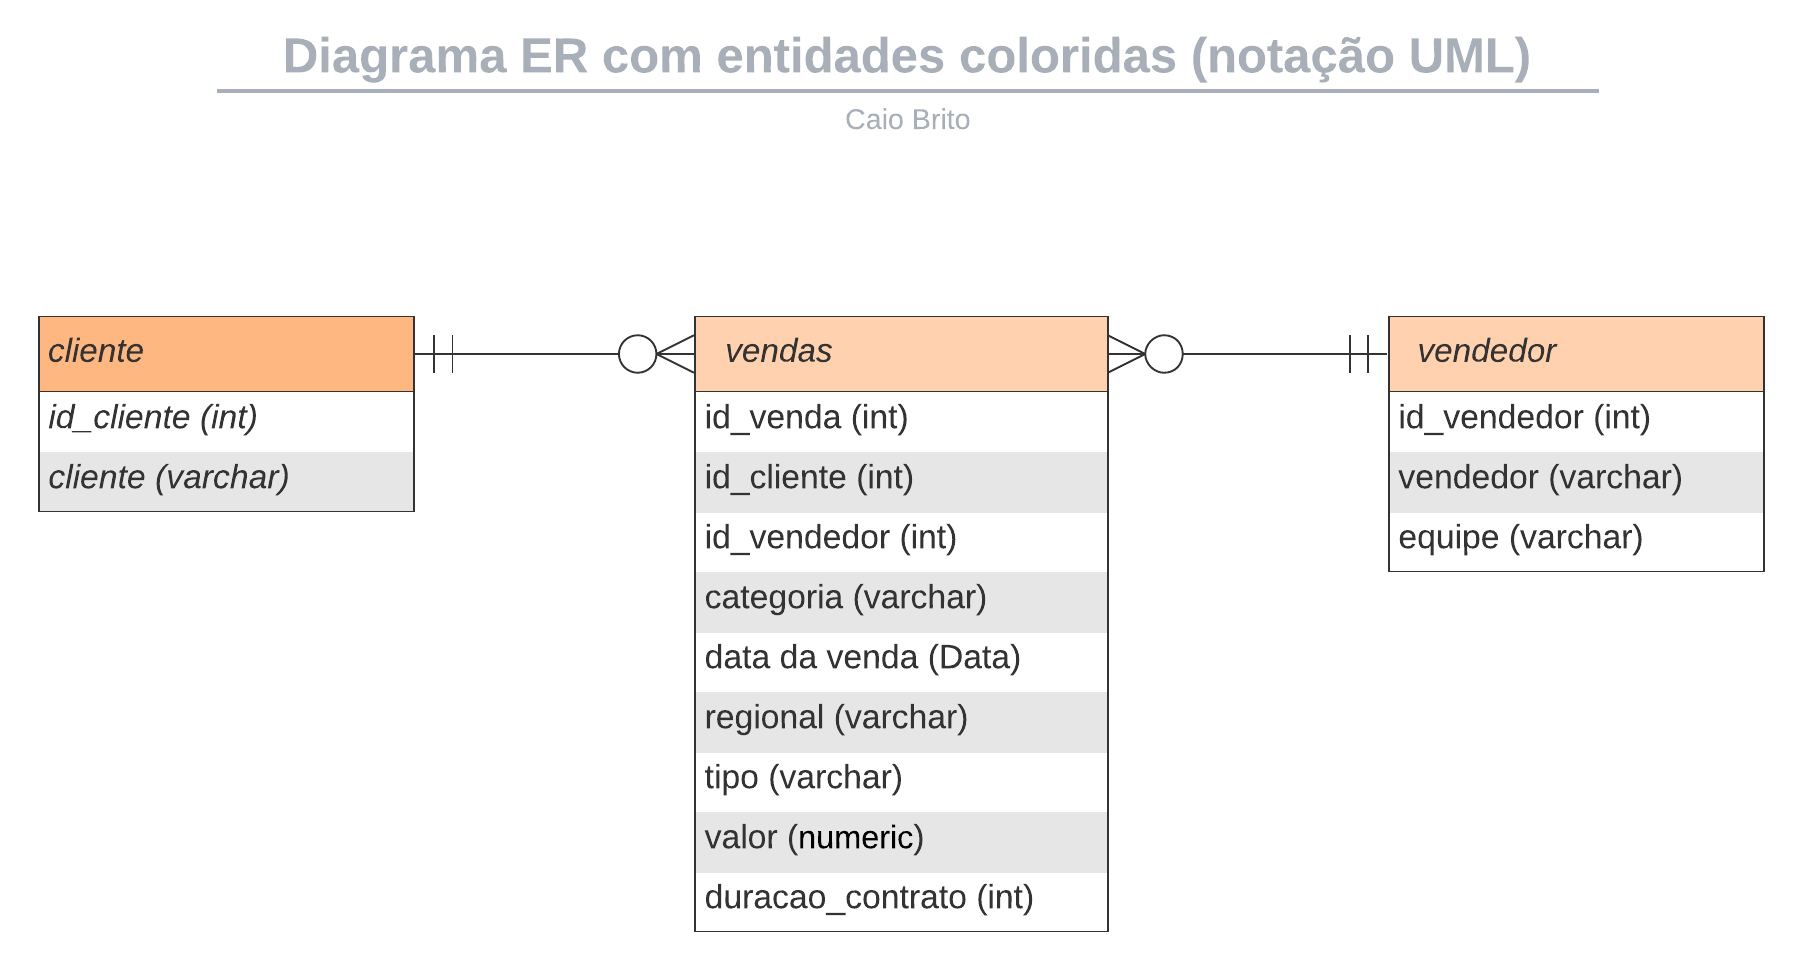 Diagrama ER com entidades coloridas (notação UML)
Caio Brito
cliente
id_cliente (int)
cliente (varchar)
vendas
id_venda (int)
id_cliente (int)
id_vendedor (int)
categoria (varchar)
data da venda (Data)
regional (varchar)
tipo (varchar)
valor (numeric)
duracao_contrato (int)
vendedor
id_vendedor (int)
vendedor (varchar)
equipe (varchar)